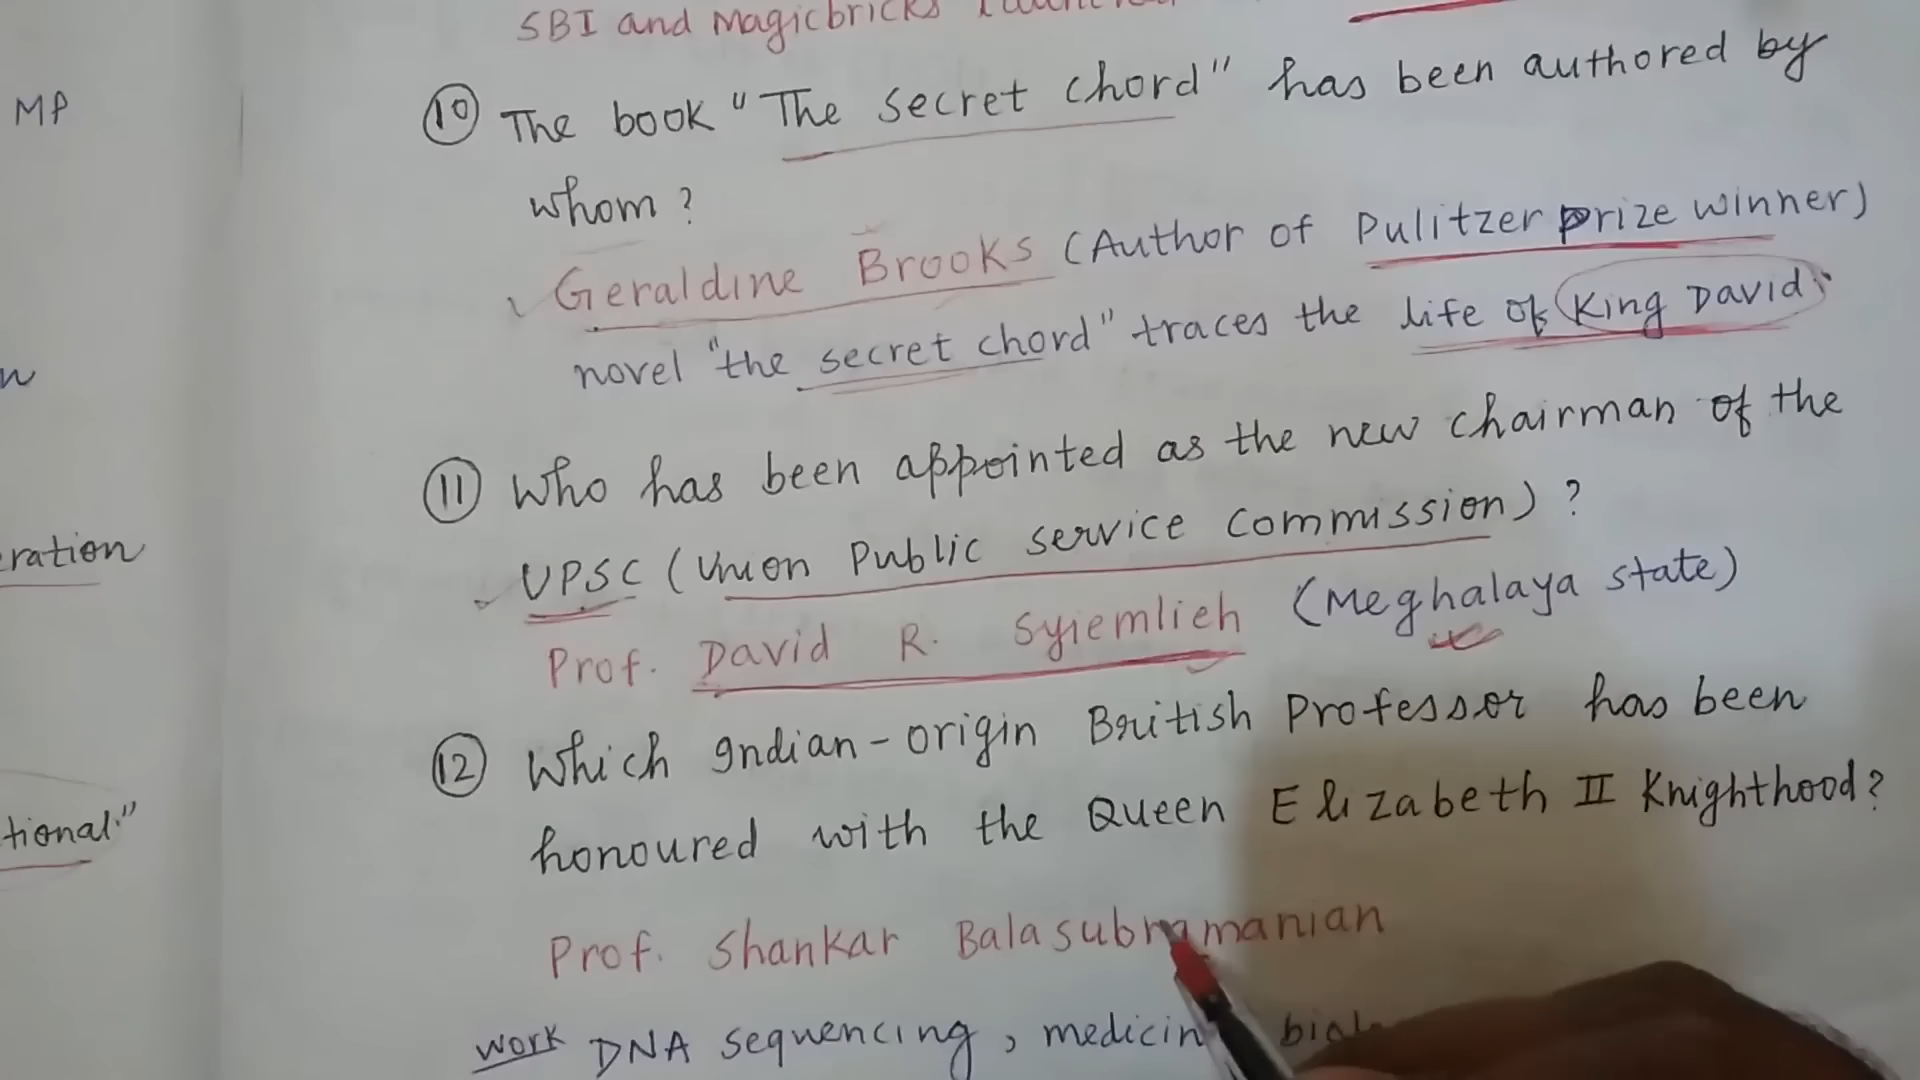 SBI and Magicbricks
MP
⑩ The book "The secret chord" has been authored by
whom?
Geraldine Brooks (Author of Pulitzer prize winner)
novel "the secret chord" traces the life of King David.
⑪ Who has been appointed as the new chairman of the
UPSC (Union Public service commission)?
ration
Prof. David R. Syiemlieh (Meghalaya state)
⑫ Which Indian-origin British Professor has been
honoured with the Queen Elizabeth II Knighthood?
tional."
Prof. Shankar Balasubramanian
work DNA sequencing, medicin